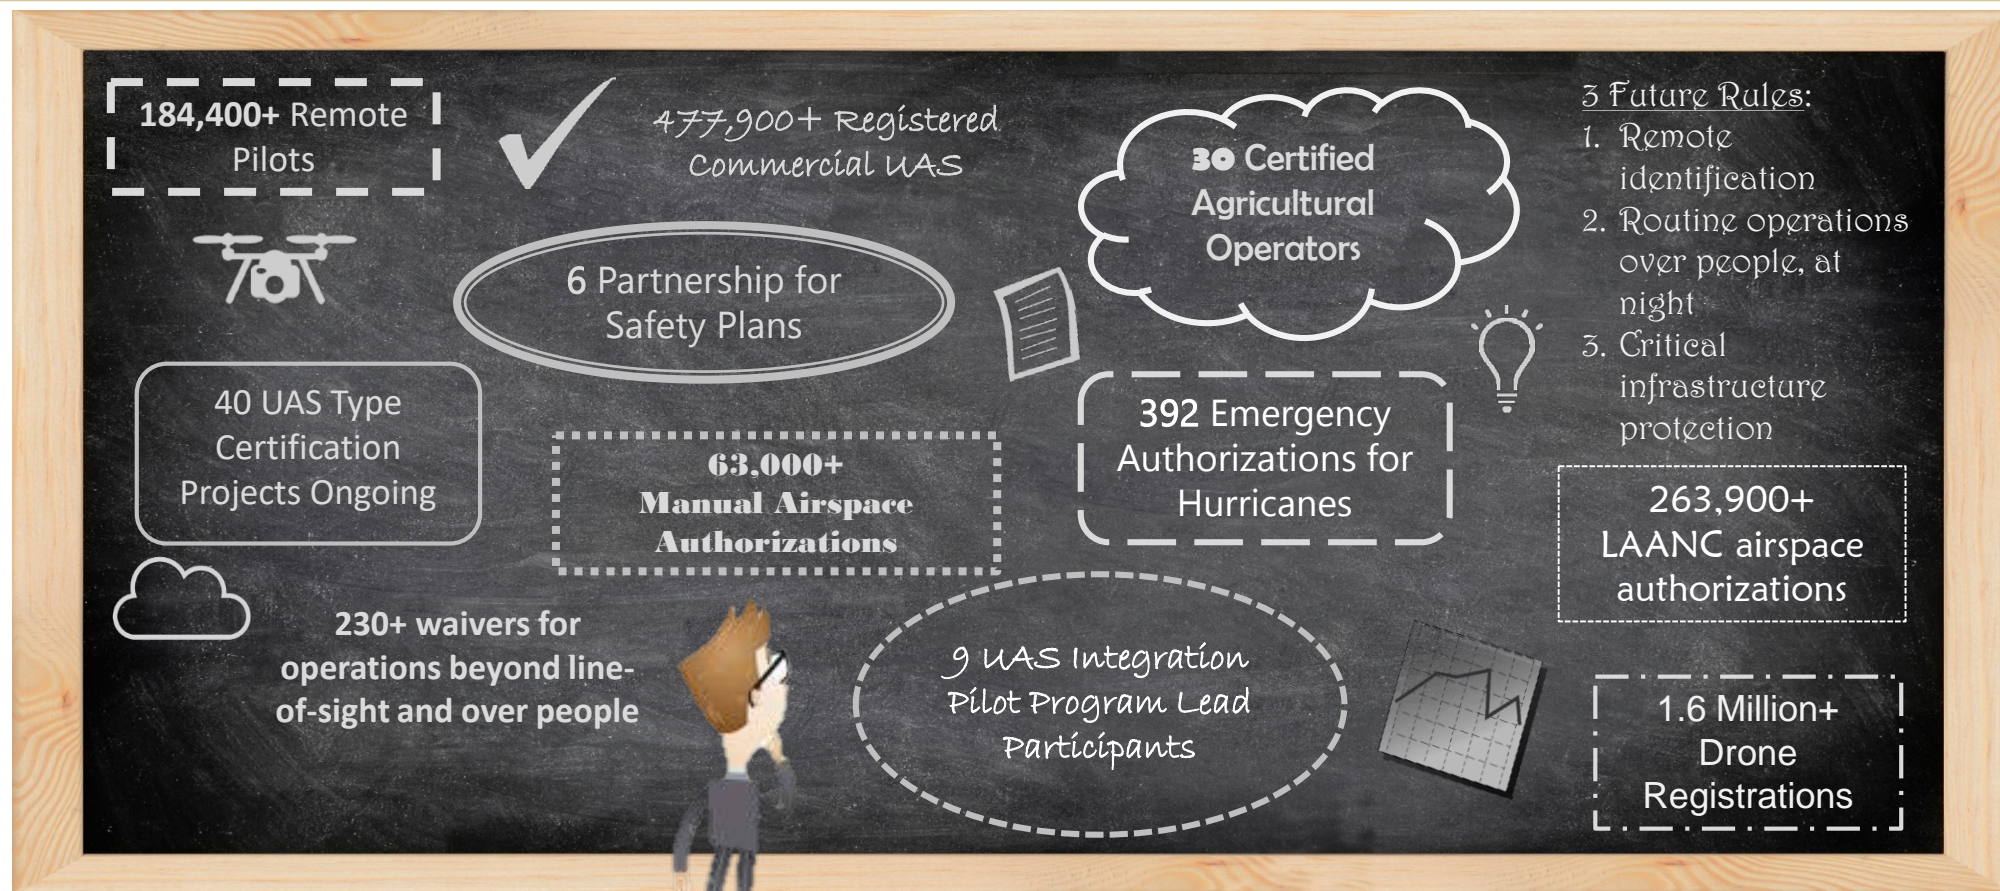 184,400+ Remote
Pilots
477,900+ Registered
Commercial UAS
30 Certified
Agricultural
Operators
3 Future Rules:
1. Remote
identification
2. Routine operations
over people, at
night
3. Critical
infrastructure
protection
6 Partnership for
Safety Plans
40 UAS Type
Certification
Projects Ongoing
63,000+
Manual Airspace
Authorizations
392 Emergency
Authorizations for
Hurricanes
263,900+
LAANC airspace
authorizations
230+ waivers for
operations beyond line-
of-sight and over people
9 UAS Integration
Pilot Program Lead
Participants
1.6 Million+
Drone
Registrations